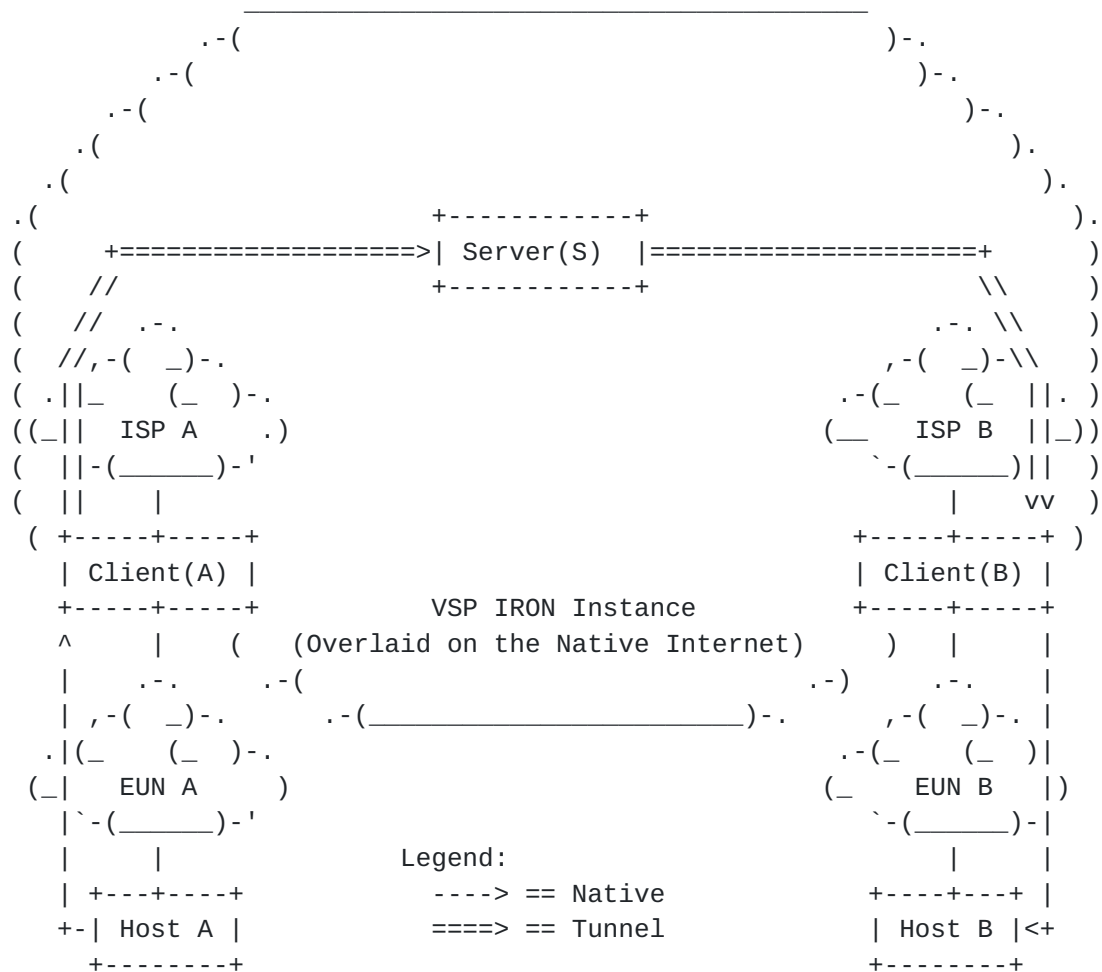 Server(S)
ISP A ISP B
Client(A) Client(B)
VSP IRON Instance
(Overlaid on the Native Internet)
EUN A EUN B
Legend:
----> == Native
Host A ====> == Tunnel Host B